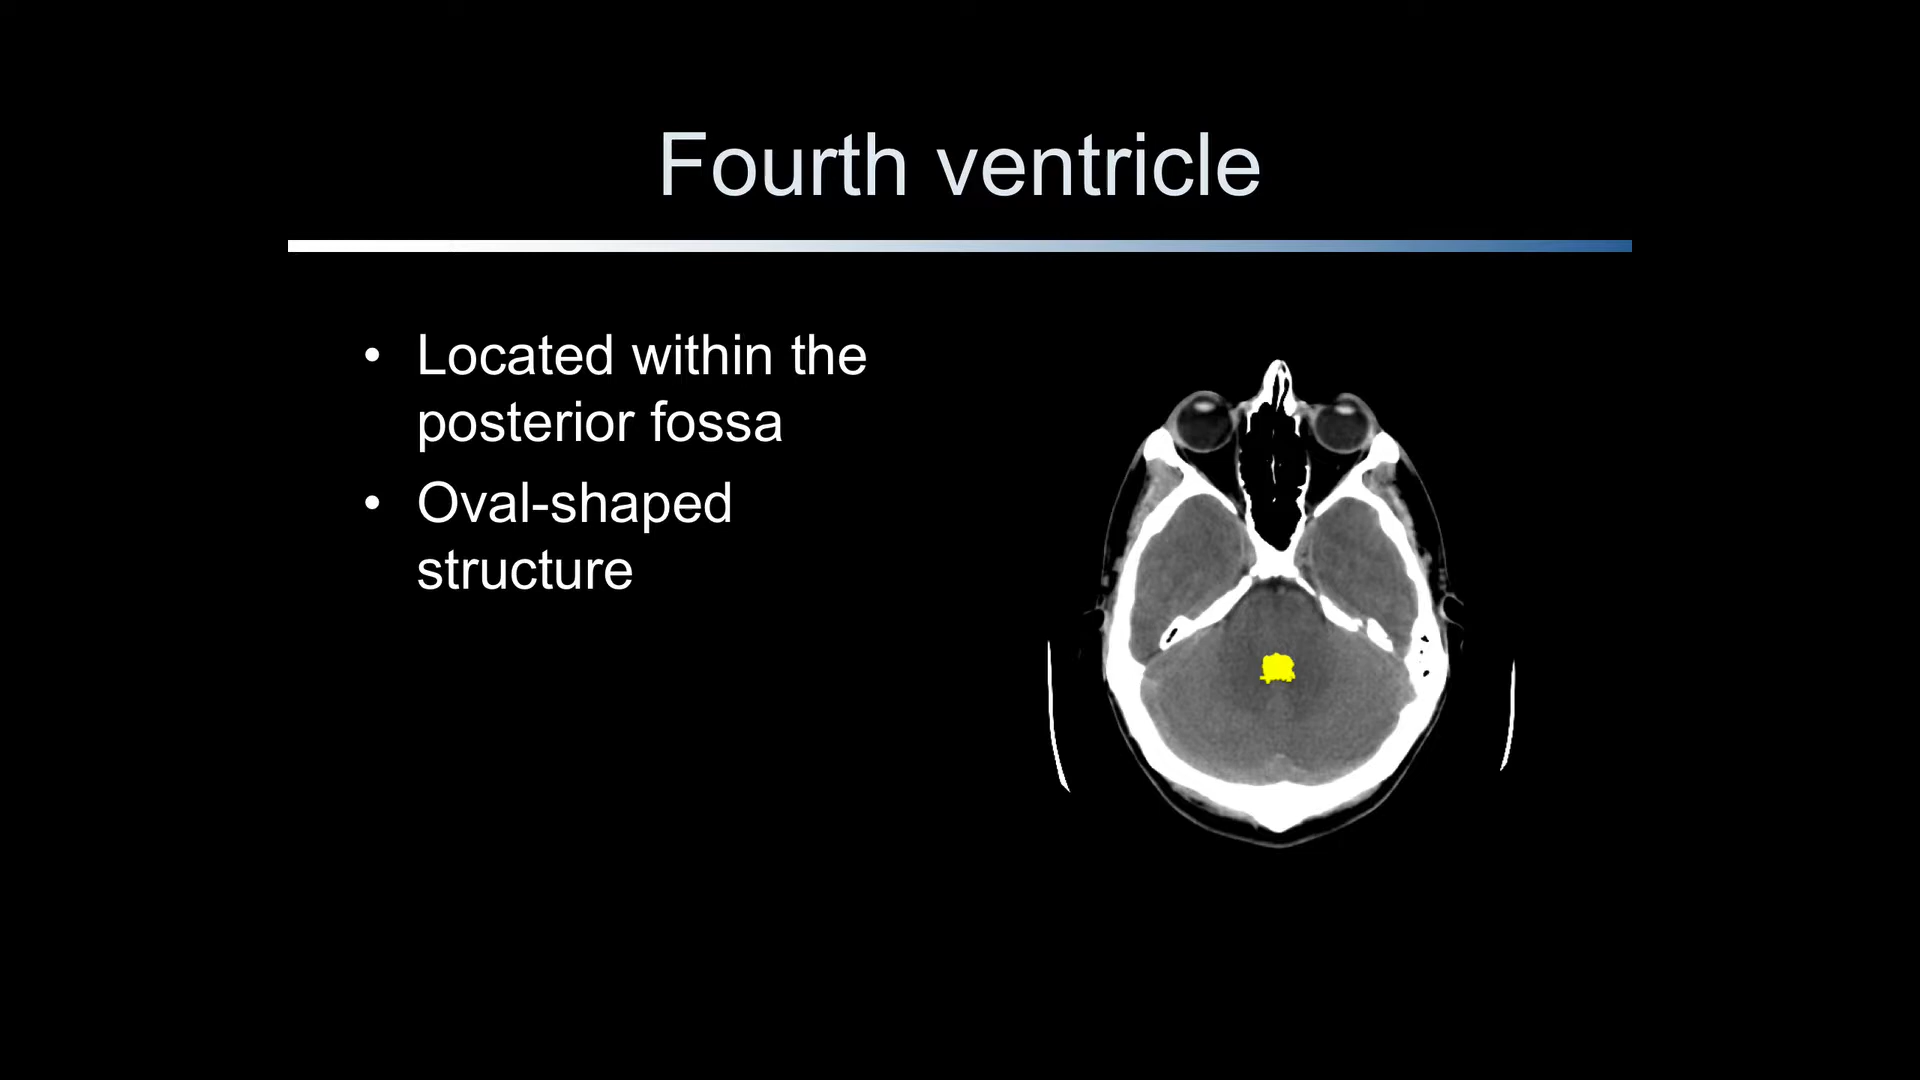 Fourth ventricle
• Located within the
posterior fossa
• Oval-shaped
structure